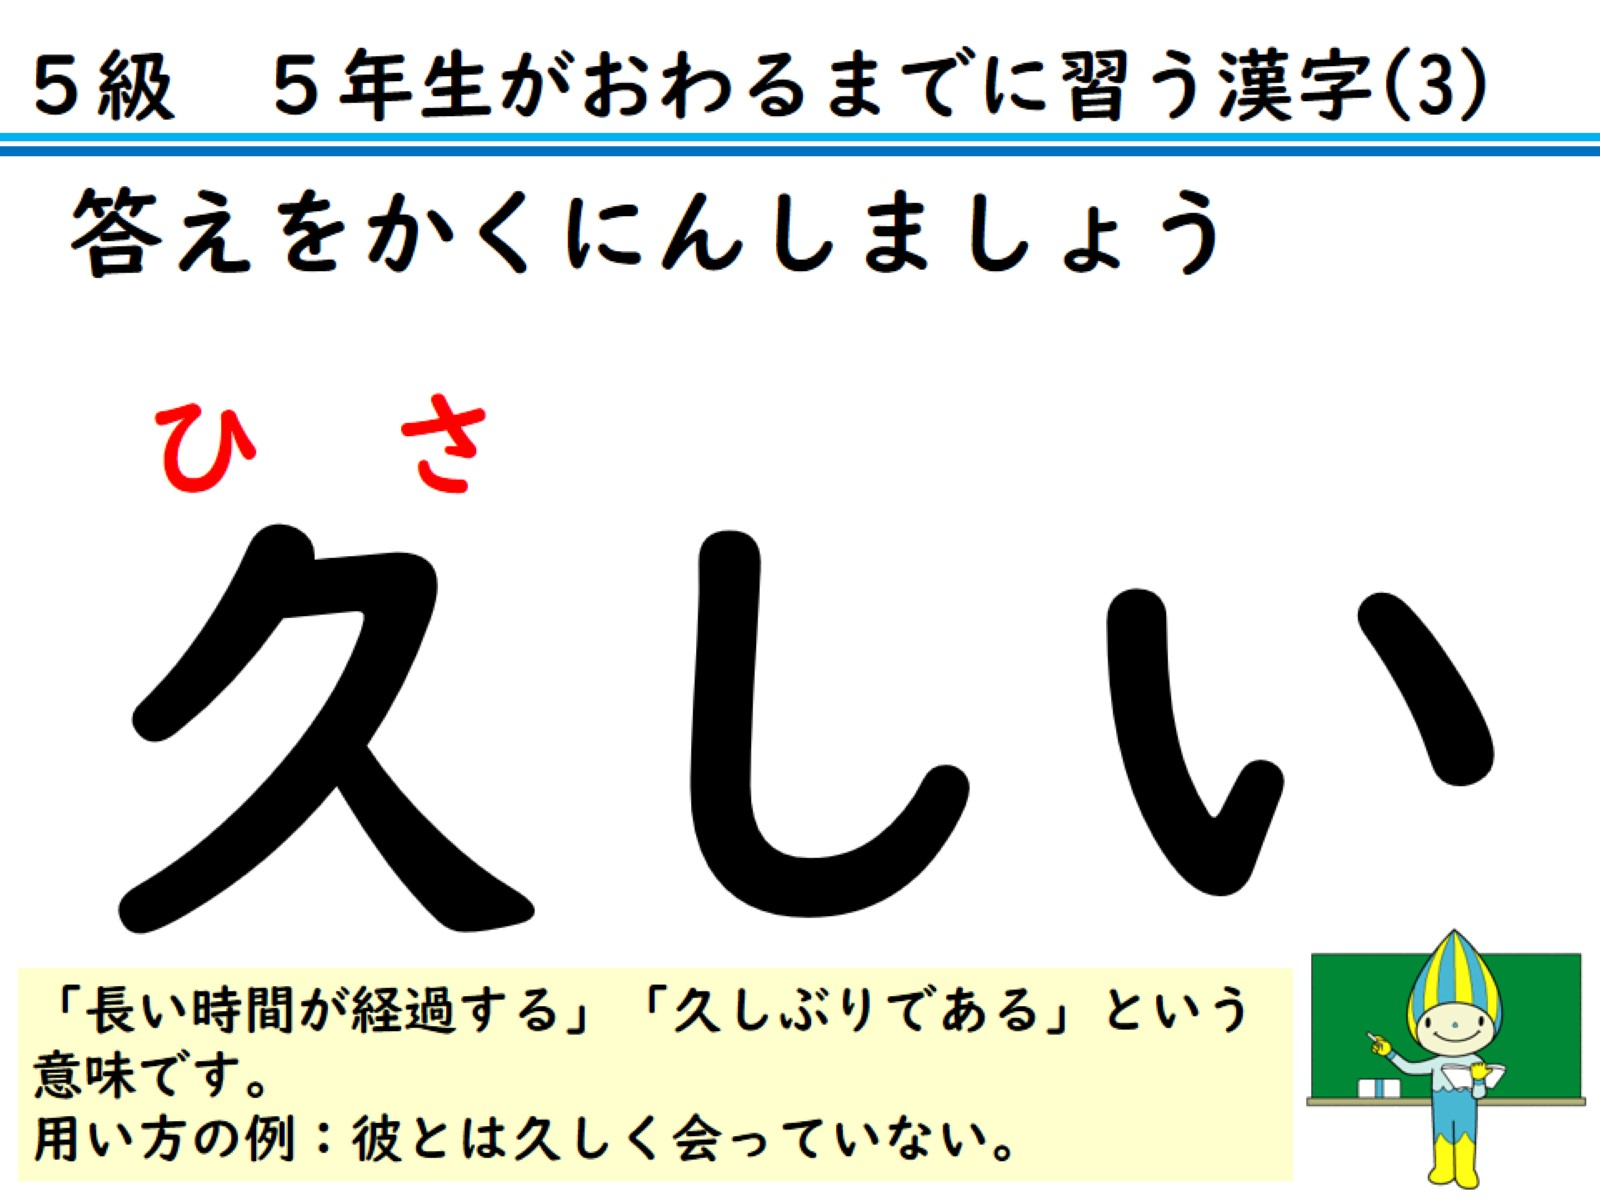 ５級　５年生がおわるまでに習う漢字(3)
答えをかくにんしましょう
ひ　さ
久しい
「長い時間が経過する」「久しぶりである」という
意味です。
用い方の例：彼とは久しく会っていない。